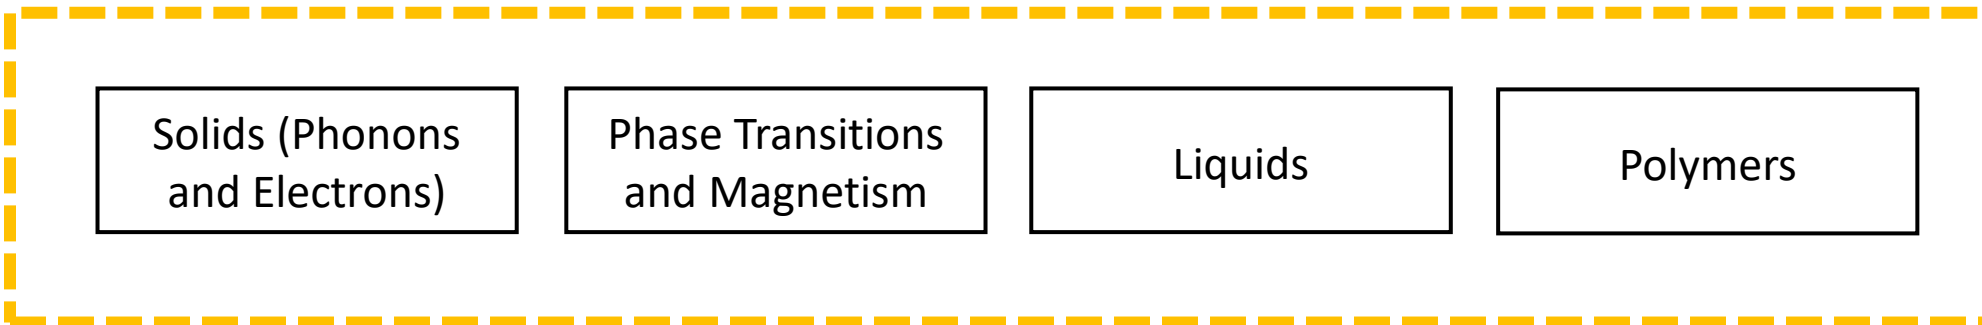 Solids (Phonons
and Electrons)
Phase Transitions
and Magnetism
Liquids
Polymers